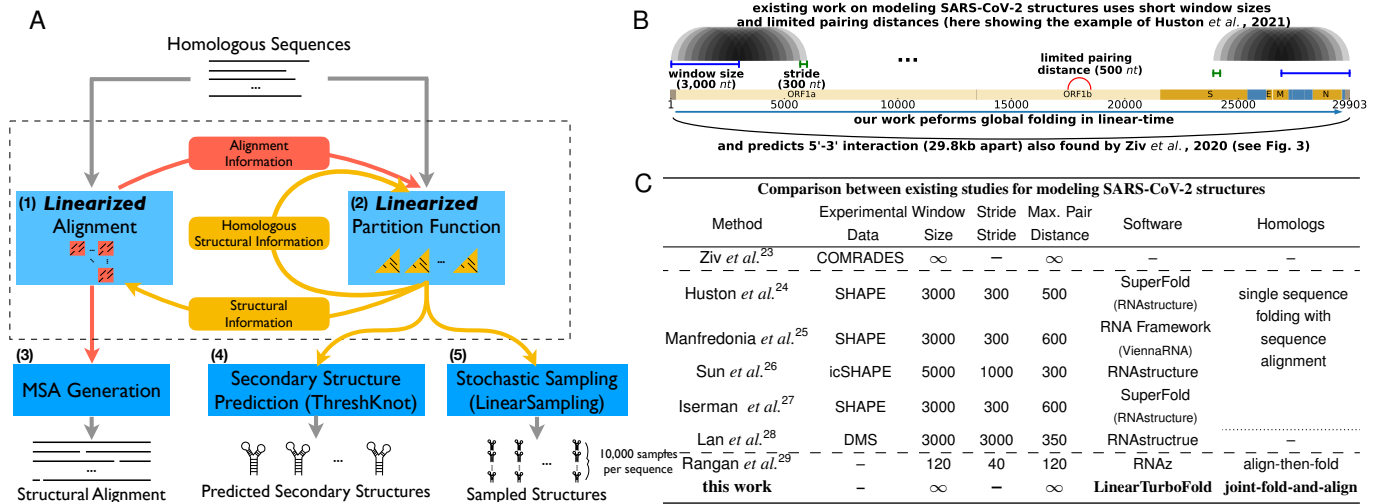 A
Homologous Sequences
...
Alignment
Information
(1) Linearized
Alignment
...
(2) Linearized
Partition Function
...
Homologous
Structural Information
Structural
Information
(3)
MSA Generation
(4)
Secondary Structure
Prediction (ThreshKnot)
(5)
Stochastic Sampling
(LinearSampling)
...
Structural Alignment
...
Predicted Secondary Structures
...
10,000 samples
per sequence
Sampled Structures
B
existing work on modeling SARS-CoV-2 structures uses short window sizes
and limited pairing distances (here showing the example of Huston et al., 2021)
...
window size
(3,000 nt)
stride
(300 nt)
limited pairing
distance (500 nt)
ORF1a ORF1b S E M N
1 5000 10000 15000 20000 25000 29903
our work peforms global folding in linear-time
and predicts 5'-3' interaction (29.8kb apart) also found by Ziv et al., 2020 (see Fig. 3)
C
Comparison between existing studies for modeling SARS-CoV-2 structures
Method Experimental Data Window Size Stride Stride Max. Pair Distance Software Homologs
Ziv et al.23 COMRADES ∞ – ∞ – –
Huston et al.24 SHAPE 3000 300 500 SuperFold
(RNAstructure)
Manfredonia et al.25 SHAPE 3000 300 600 RNA Framework
(ViennaRNA)
Sun et al.26 icSHAPE 5000 1000 300 RNAstructure
Iserman et al.27 SHAPE 3000 300 600 SuperFold
(RNAstructure)
single sequence
folding with
sequence
alignment
Lan et al.28 DMS 3000 3000 350 RNAstructrue –
Rangan et al.29 – 120 40 120 RNAz align-then-fold
this work – ∞ – ∞ LinearTurboFold joint-fold-and-align